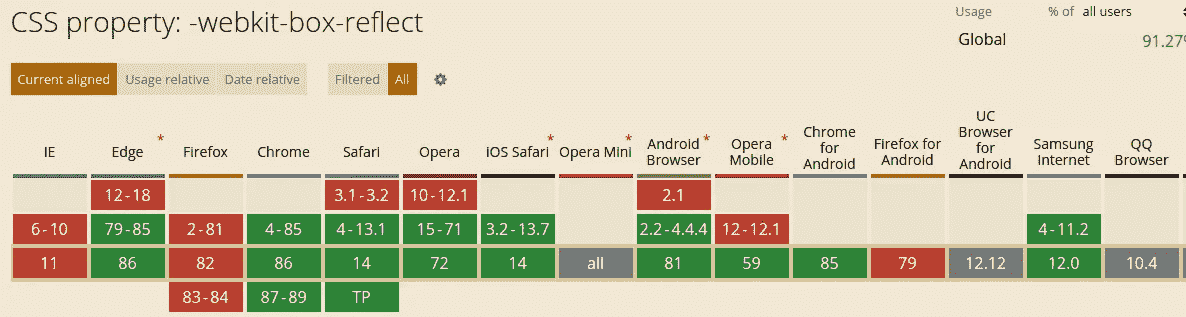 CSS property: -webkit-box-reflect
Usage % of all users
Global 91.27%
Current aligned Usage relative Date relative Filtered All
IE Edge * Firefox Chrome Safari Opera iOS Safari * Opera Mini * Android Browser * Opera Mobile * Chrome for Android Firefox for Android UC Browser for Android Samsung Internet QQ Browser
12-18 3.1-3.2 10-12.1 2.1
6-10 79-85 2-81 4-85 4-13.1 15-71 3.2-13.7 2.2-4.4.4 12-12.1 4-11.2
11 86 82 86 14 72 14 all 81 59 85 79 12.12 12.0 10.4
83-84 87-89 TP